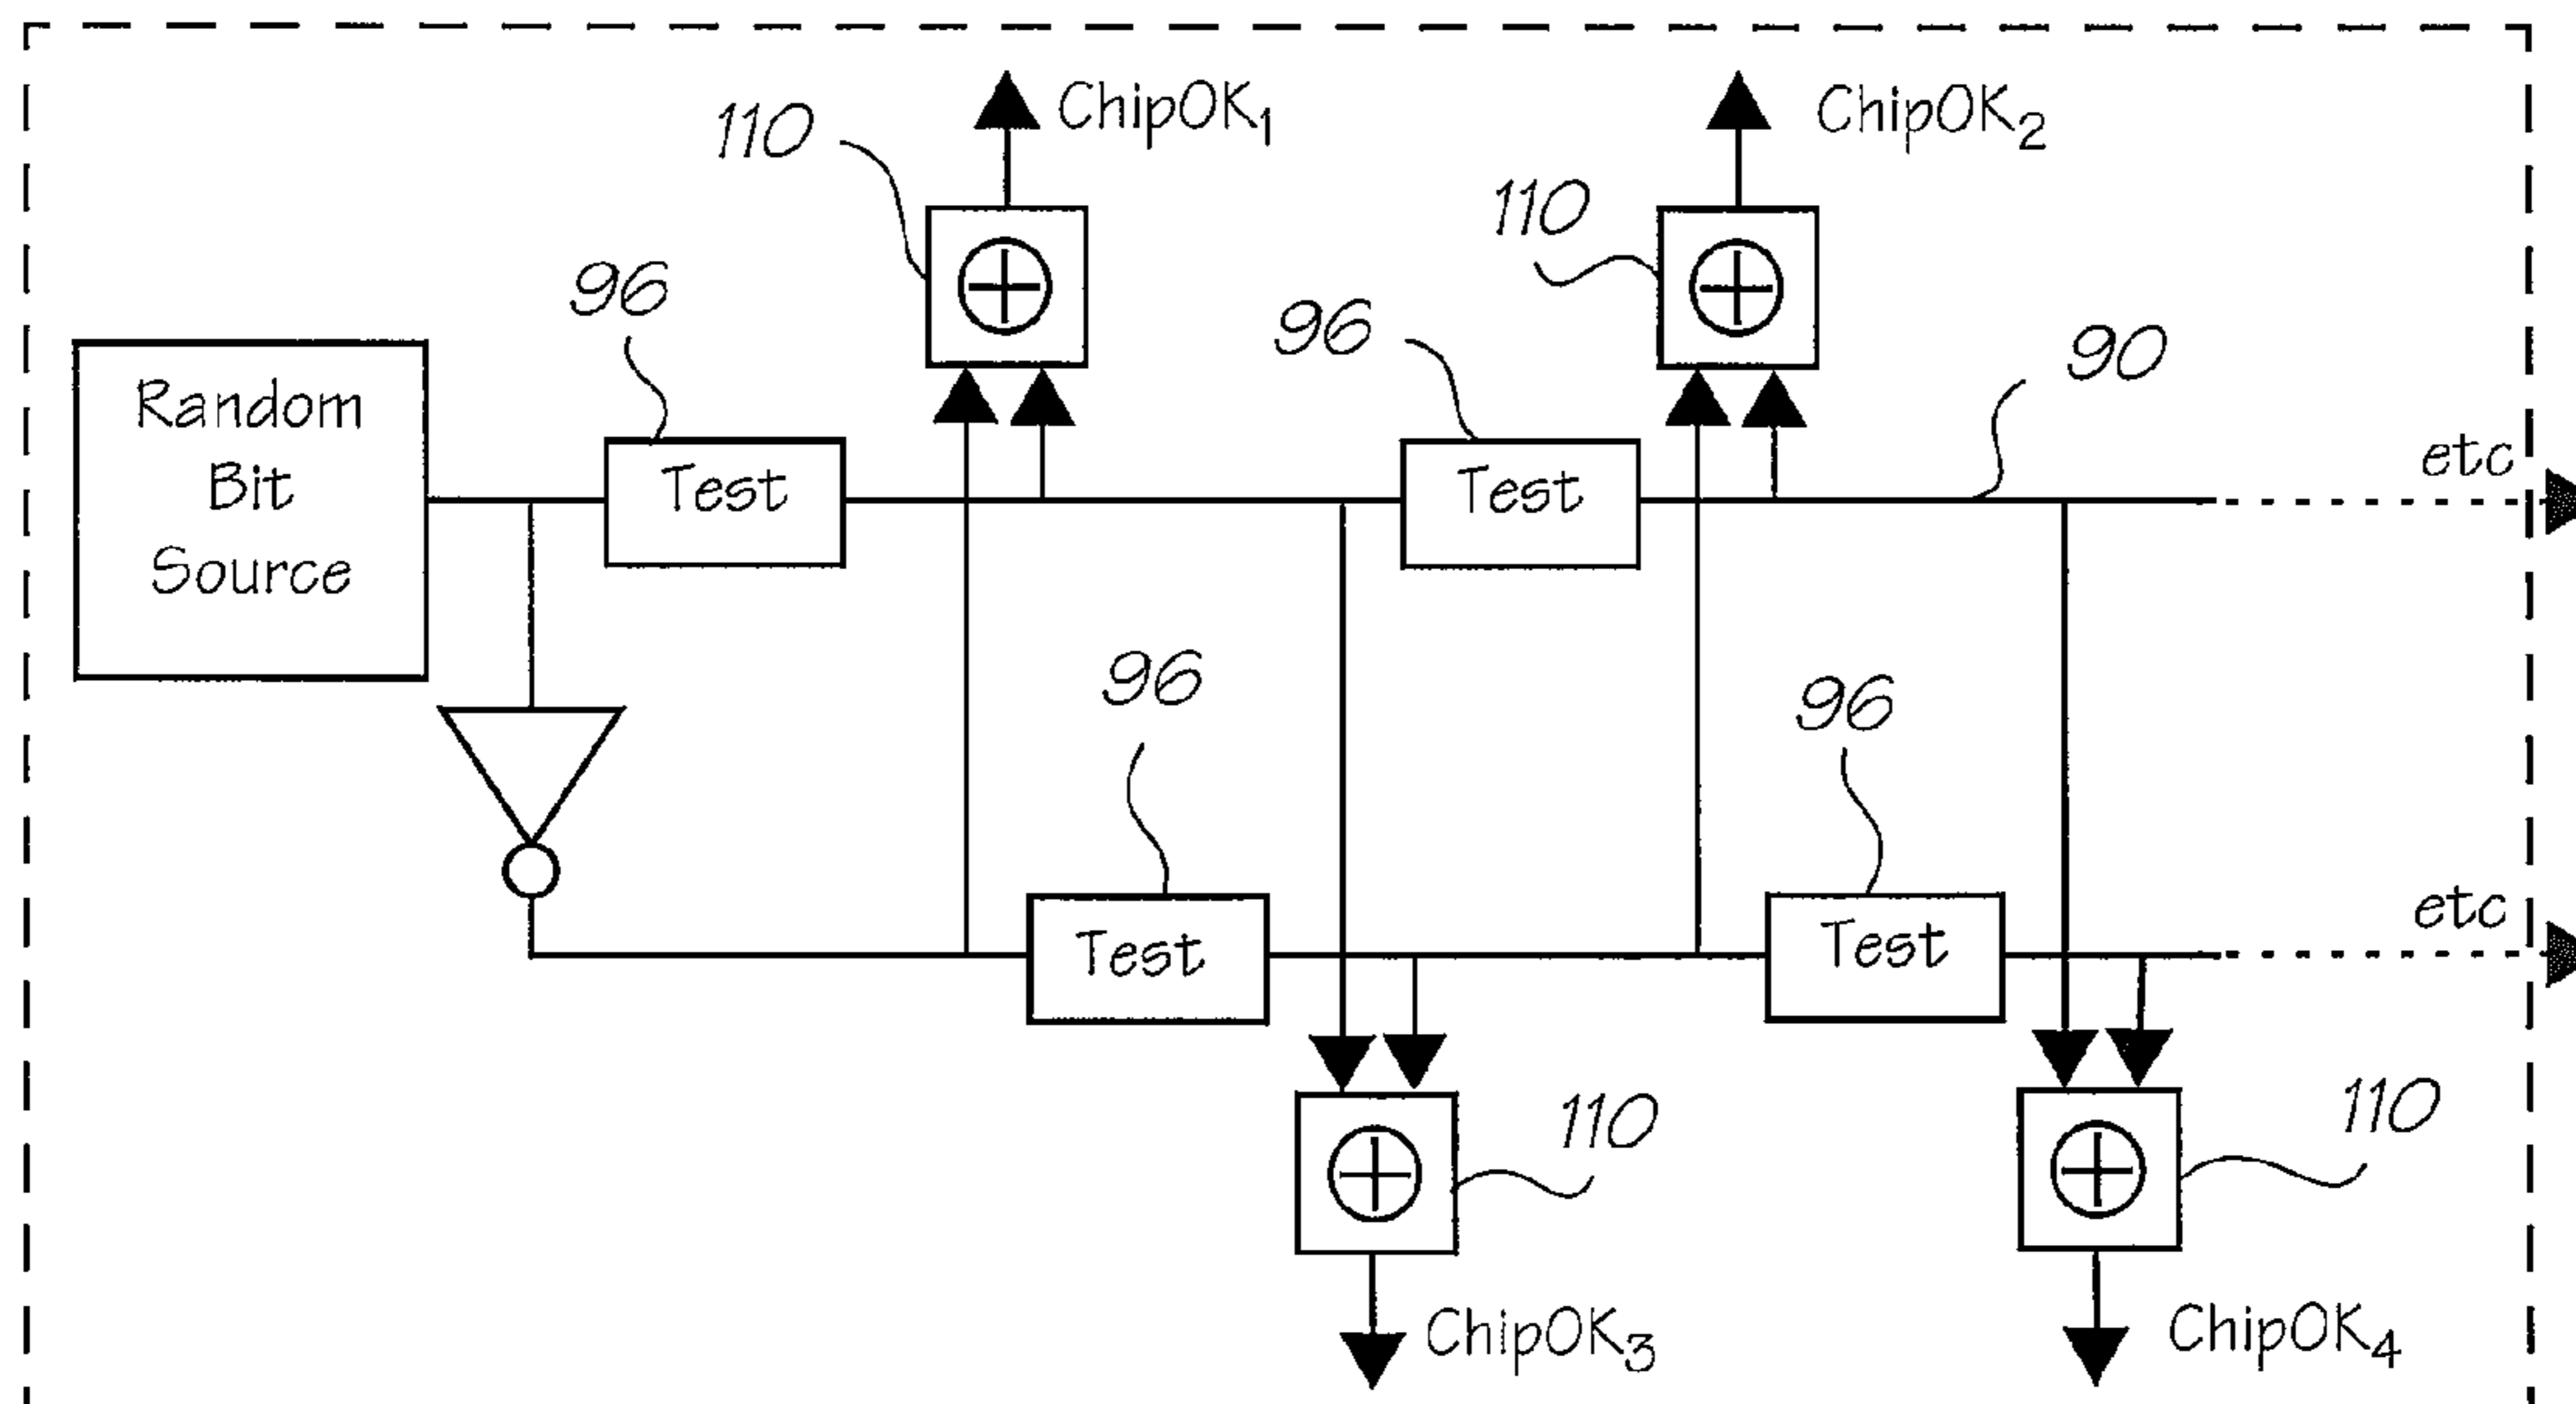 110
ChipOK₁
ChipOK₂
110
96
96
90
Random
Bit
Source
Test
Test
etc
96
96
etc
Test
Test
110
110
ChipOK₃
ChipOK₄